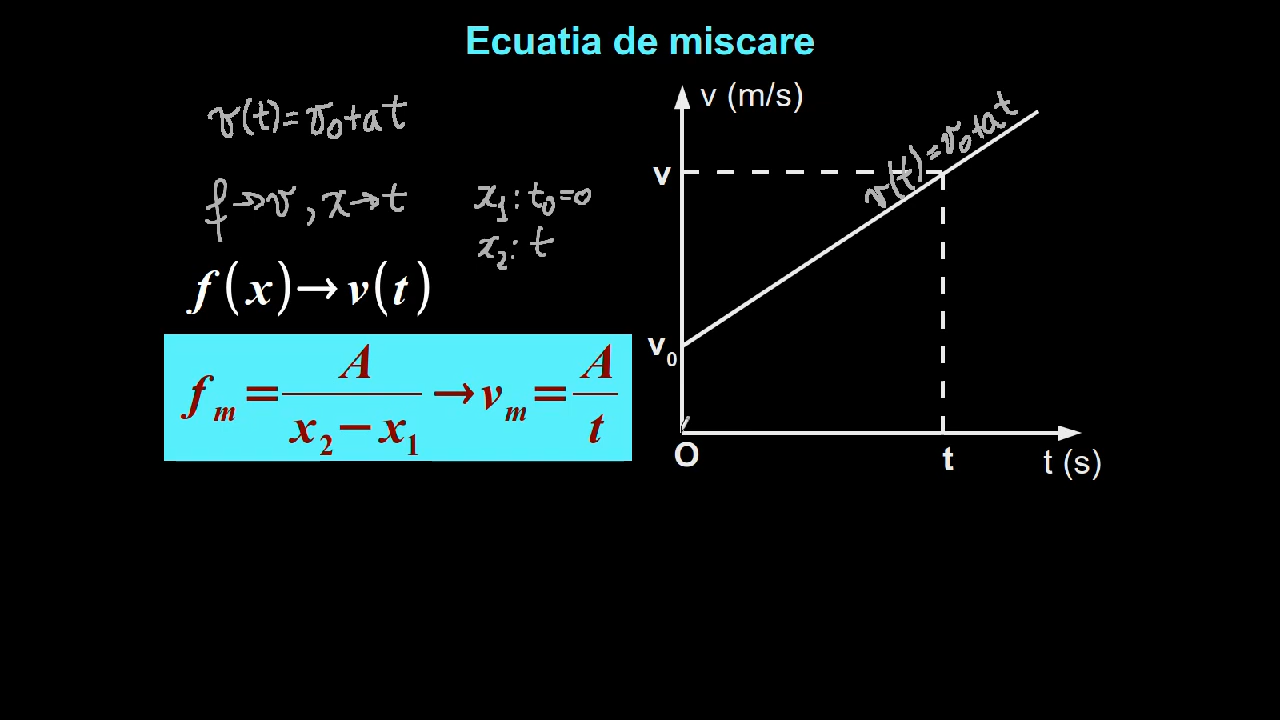 Ecuatia de miscare
v(t)=v₀+at
f→v, x→t
x₁: t₀=0
x₂: t
f(x)→v(t)
fₘ=A/(x₂−x₁)→vₘ=A/t
v (m/s)
v(t)=v₀+at
v
v₀
O
t
t (s)